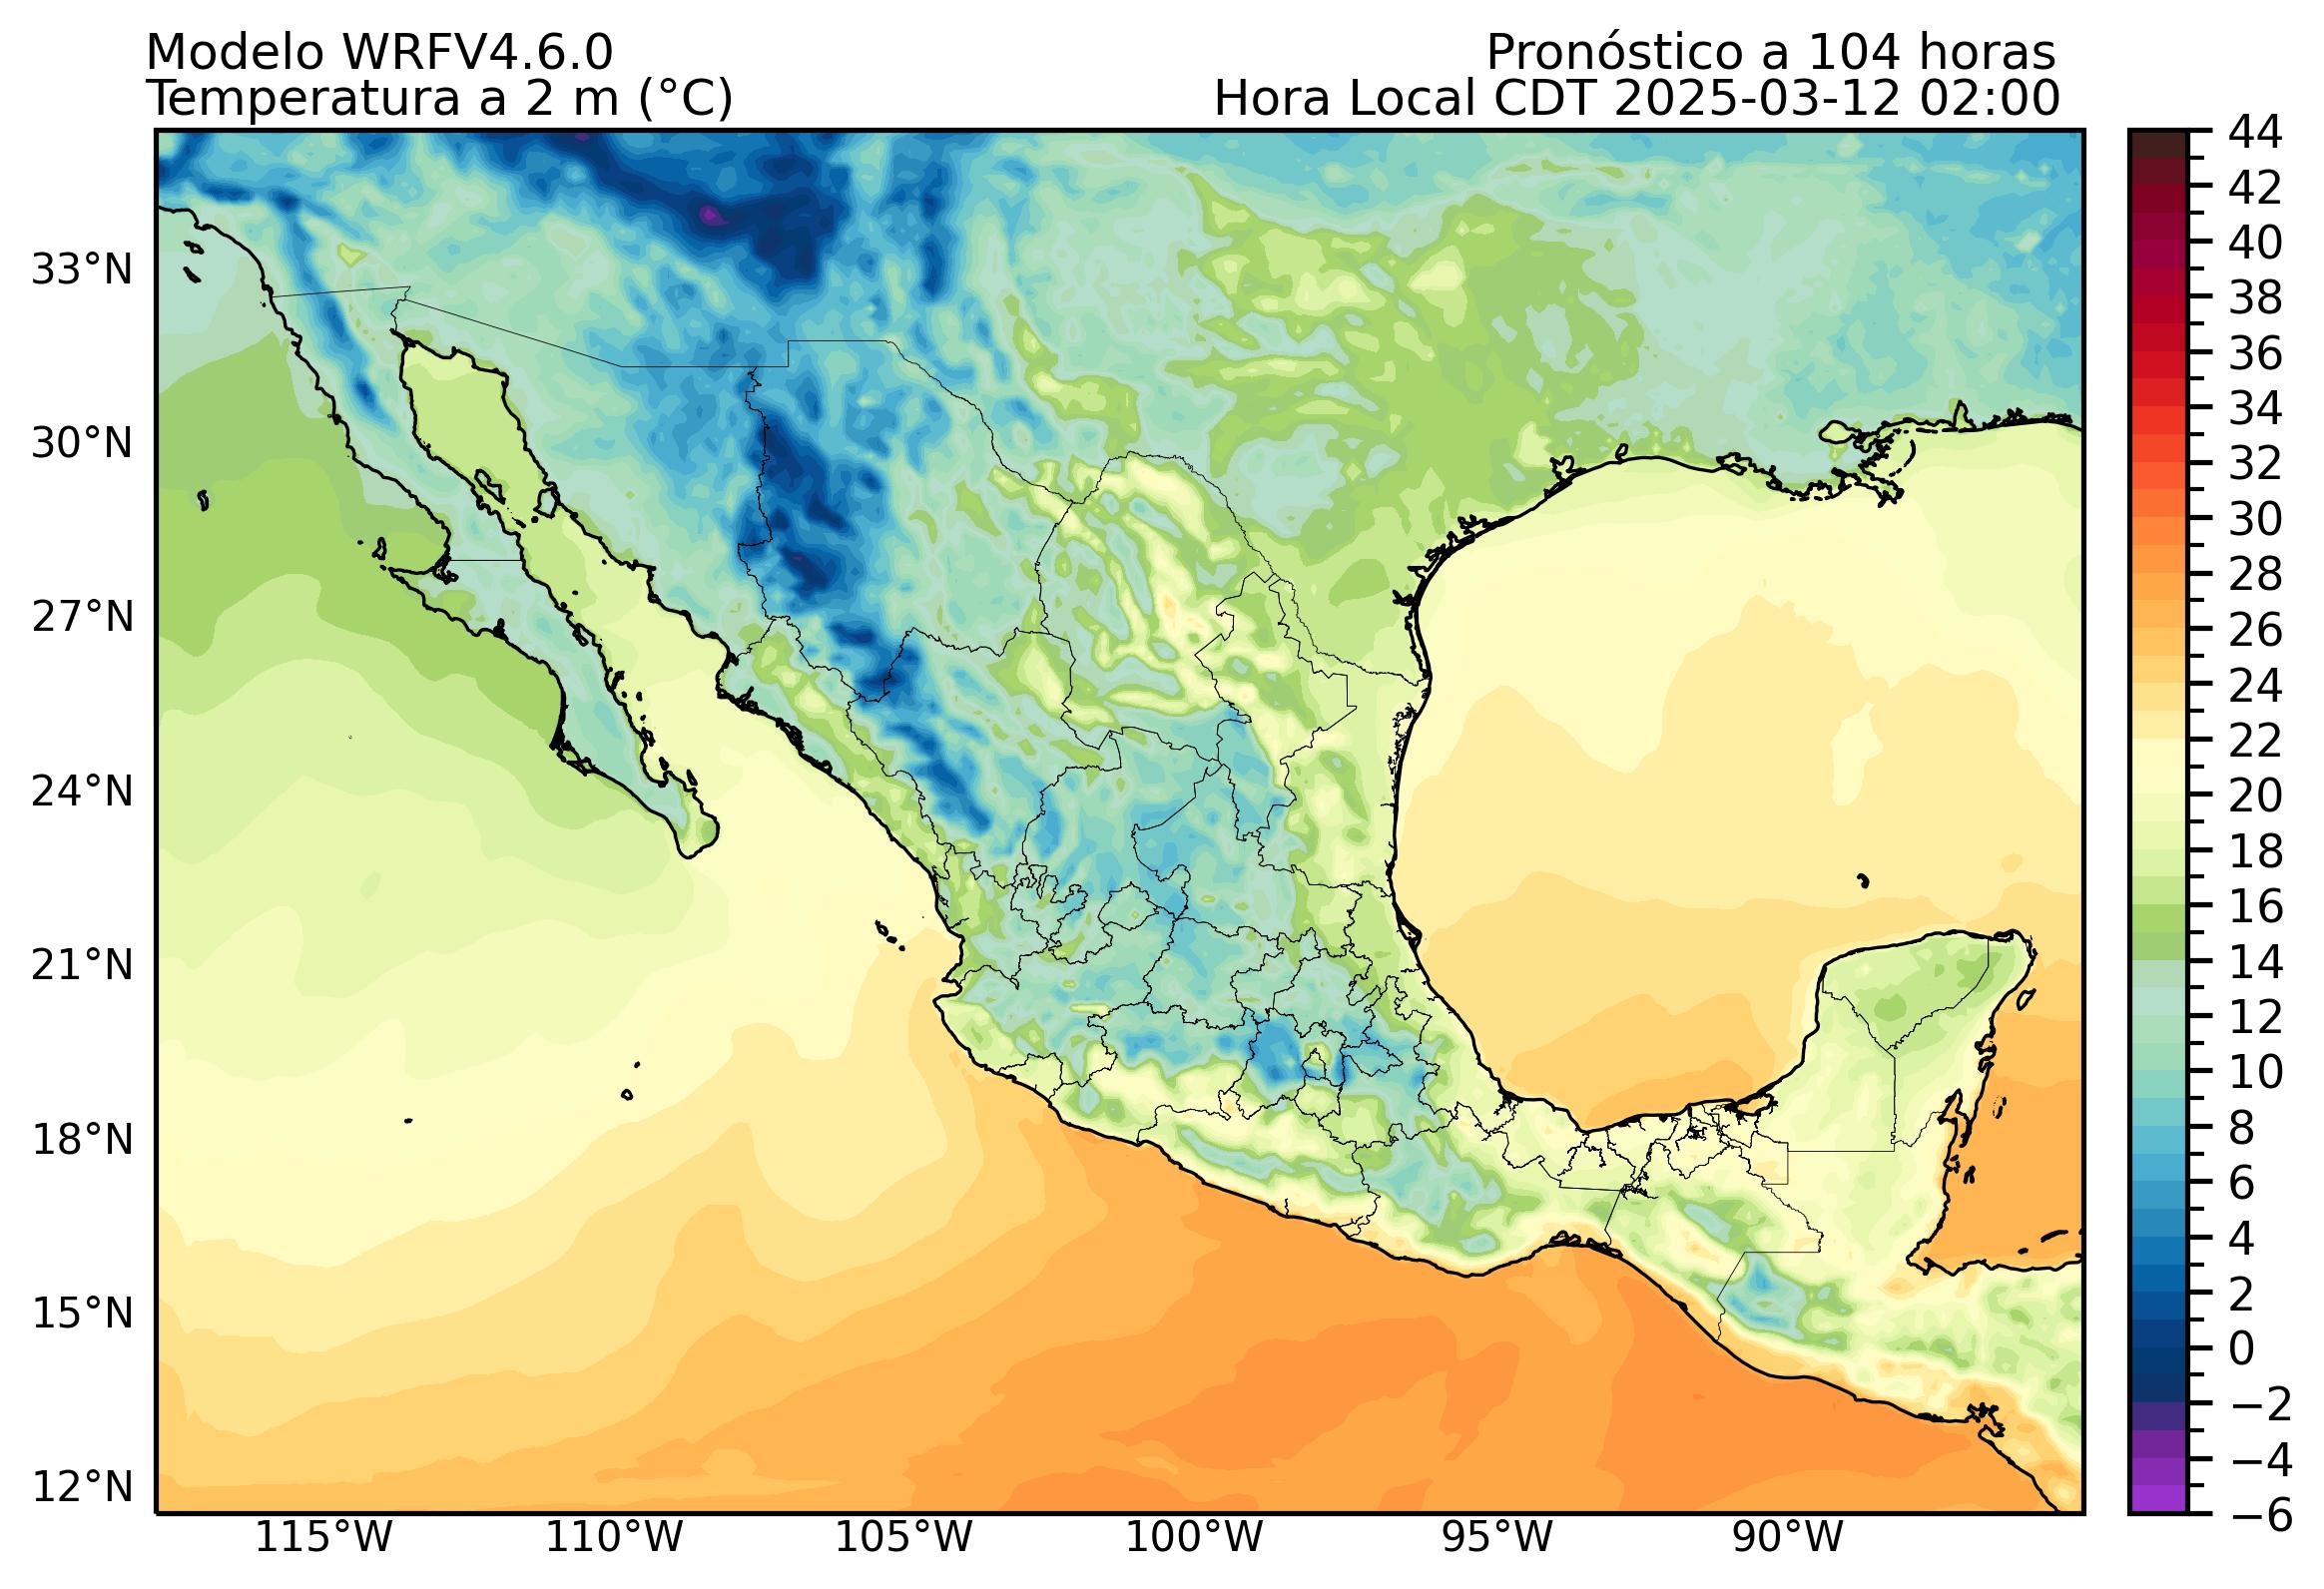 Modelo WRFV4.6.0
Pronóstico a 104 horas
Temperatura a 2 m (°C)
Hora Local CDT 2025-03-12 02:00
44
42
40
38
36
34
32
30
28
26
24
22
20
18
16
14
12
10
8
6
4
2
0
−2
−4
−6
33°N
30°N
27°N
24°N
21°N
18°N
15°N
12°N
115°W 110°W 105°W 100°W 95°W 90°W